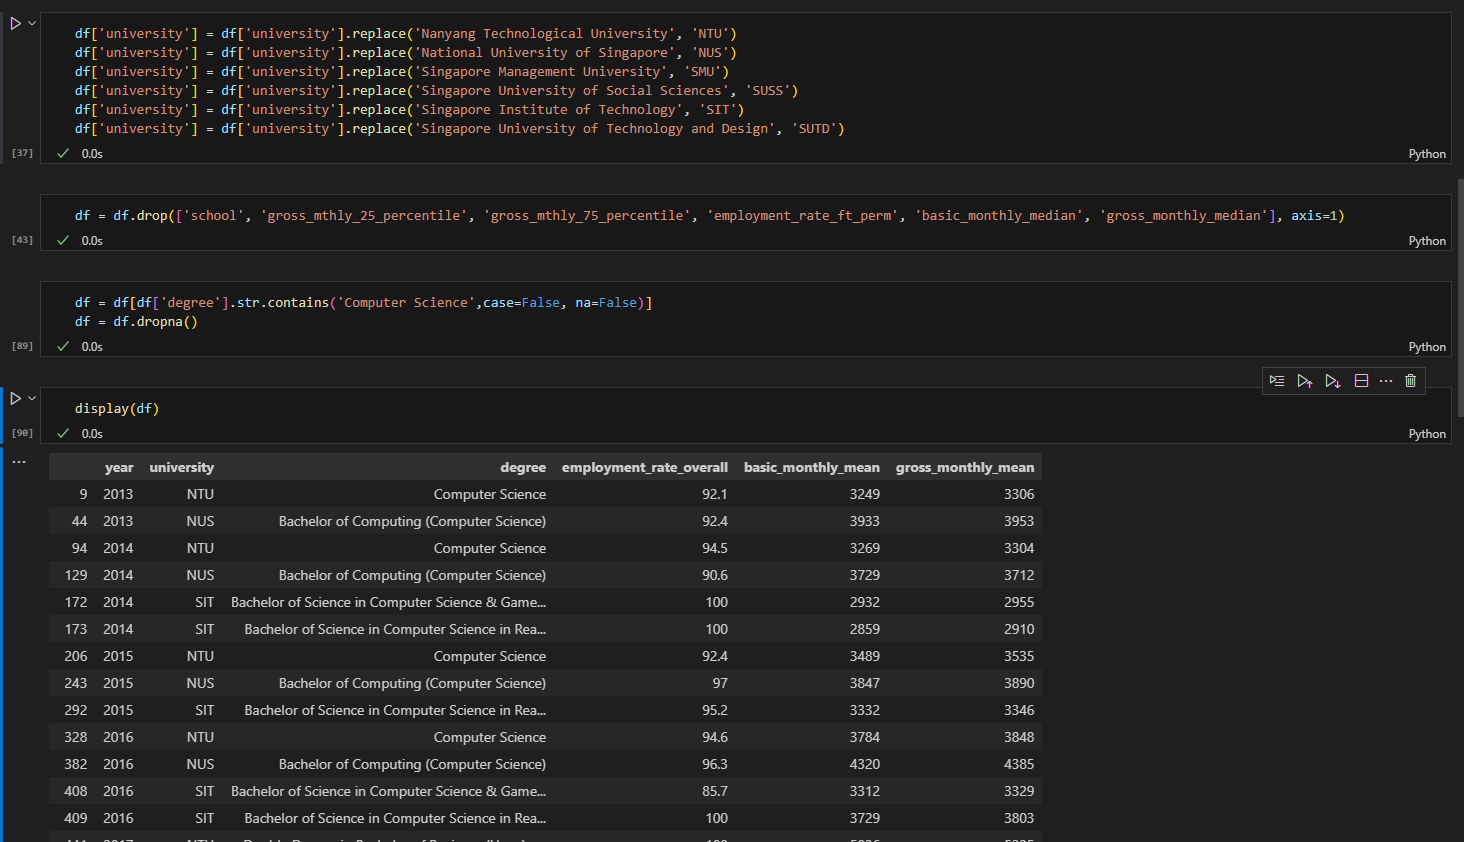 df['university'] = df['university'].replace('Nanyang Technological University', 'NTU')
df['university'] = df['university'].replace('National University of Singapore', 'NUS')
df['university'] = df['university'].replace('Singapore Management University', 'SMU')
df['university'] = df['university'].replace('Singapore University of Social Sciences', 'SUSS')
df['university'] = df['university'].replace('Singapore Institute of Technology', 'SIT')
df['university'] = df['university'].replace('Singapore University of Technology and Design', 'SUTD')
[37] 0.0s Python
df = df.drop(['school', 'gross_mthly_25_percentile', 'gross_mthly_75_percentile', 'employment_rate_ft_perm', 'basic_monthly_median', 'gross_monthly_median'], axis=1)
[43] 0.0s Python
df = df[df['degree'].str.contains('Computer Science',case=False, na=False)]
df = df.dropna()
[89] 0.0s Python
display(df)
[90] 0.0s Python
year university degree employment_rate_overall basic_monthly_mean gross_monthly_mean
9 2013 NTU Computer Science 92.1 3249 3306
44 2013 NUS Bachelor of Computing (Computer Science) 92.4 3933 3953
94 2014 NTU Computer Science 94.5 3269 3304
129 2014 NUS Bachelor of Computing (Computer Science) 90.6 3729 3712
172 2014 SIT Bachelor of Science in Computer Science & Game... 100 2932 2955
173 2014 SIT Bachelor of Science in Computer Science in Rea... 100 2859 2910
206 2015 NTU Computer Science 92.4 3489 3535
243 2015 NUS Bachelor of Computing (Computer Science) 97 3847 3890
292 2015 SIT Bachelor of Science in Computer Science in Rea... 95.2 3332 3346
328 2016 NTU Computer Science 94.6 3784 3848
382 2016 NUS Bachelor of Computing (Computer Science) 96.3 4320 4385
408 2016 SIT Bachelor of Science in Computer Science & Game... 85.7 3312 3329
409 2016 SIT Bachelor of Science in Computer Science in Rea... 100 3729 3803